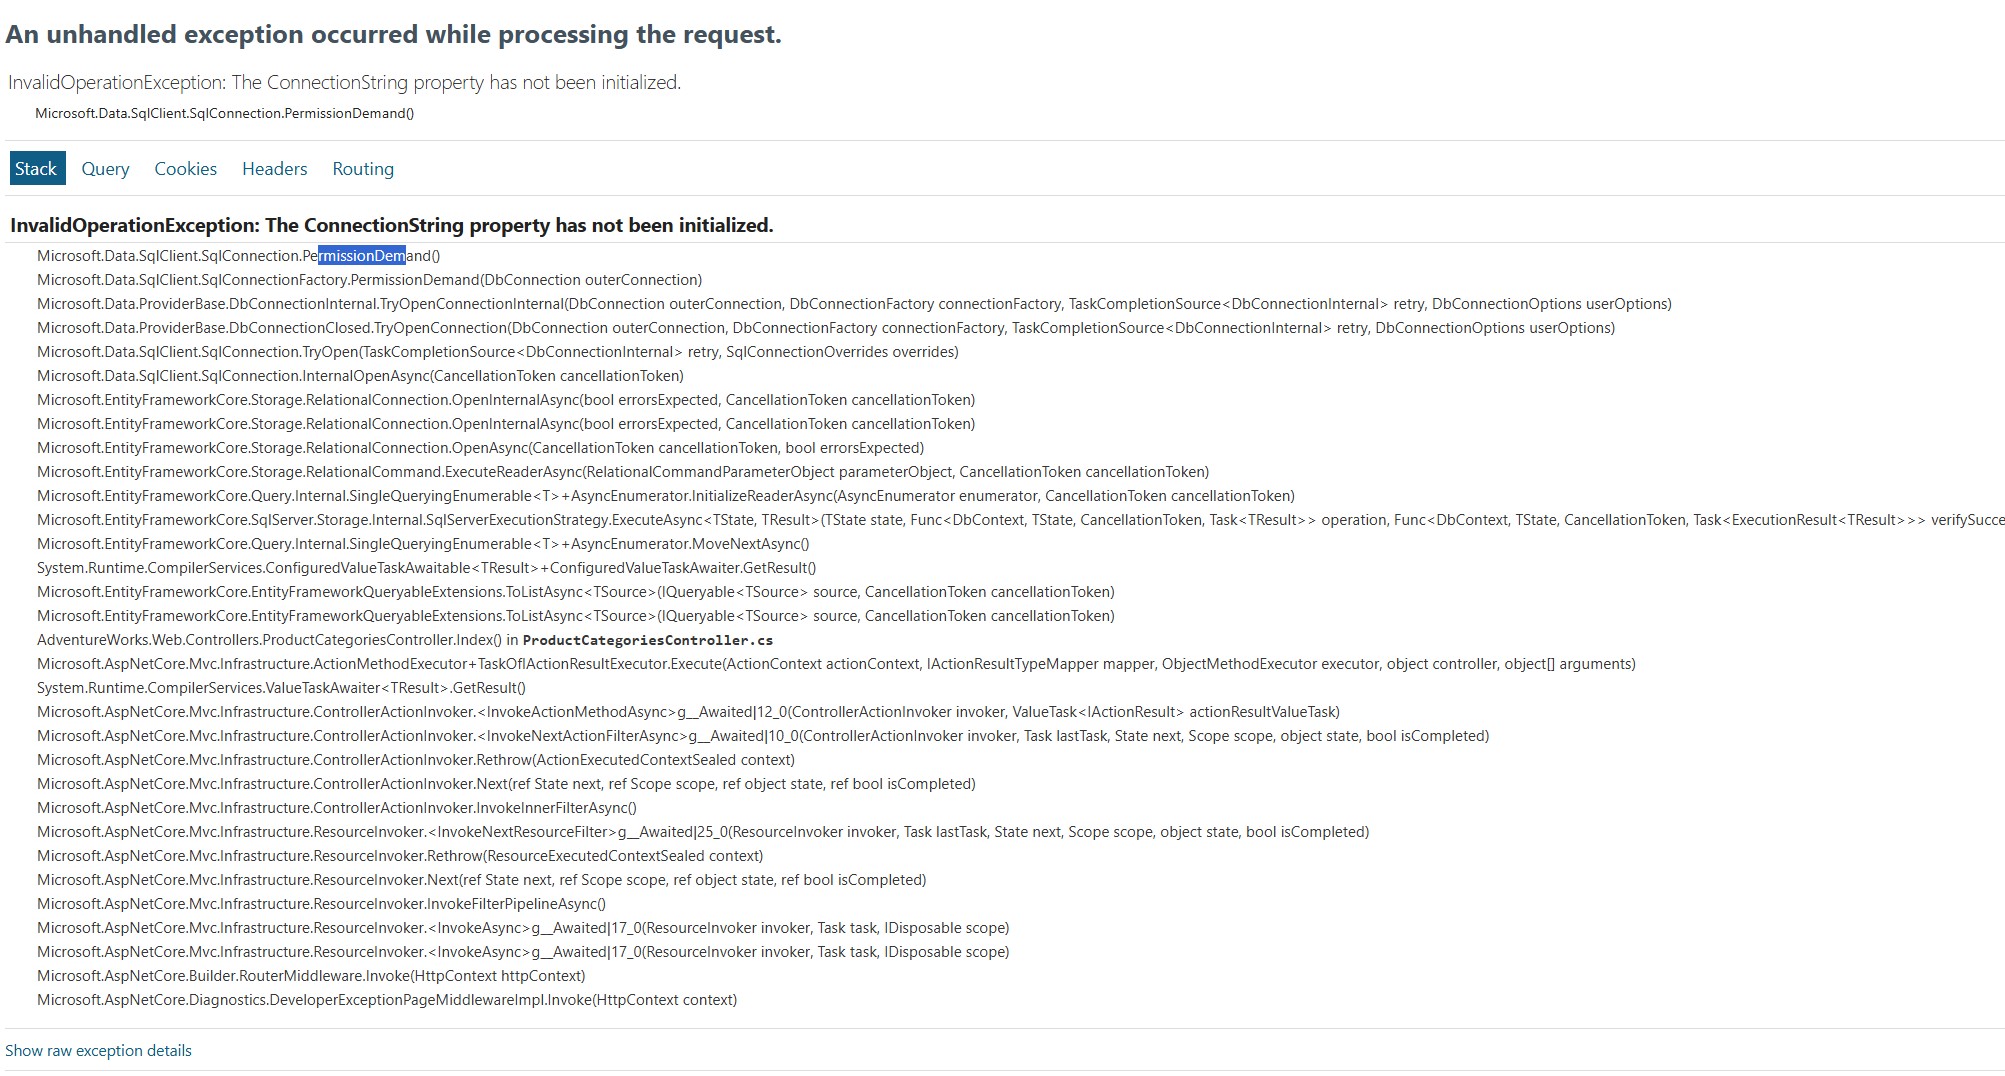 An unhandled exception occurred while processing the request.
InvalidOperationException: The ConnectionString property has not been initialized.
Microsoft.Data.SqlClient.SqlConnection.PermissionDemand()
Stack Query Cookies Headers Routing
InvalidOperationException: The ConnectionString property has not been initialized.
Microsoft.Data.SqlClient.SqlConnection.PermissionDemand()
Microsoft.Data.SqlClient.SqlConnectionFactory.PermissionDemand(DbConnection outerConnection)
Microsoft.Data.ProviderBase.DbConnectionInternal.TryOpenConnectionInternal(DbConnection outerConnection, DbConnectionFactory connectionFactory, TaskCompletionSource<DbConnectionInternal> retry, DbConnectionOptions userOptions)
Microsoft.Data.ProviderBase.DbConnectionClosed.TryOpenConnection(DbConnection outerConnection, DbConnectionFactory connectionFactory, TaskCompletionSource<DbConnectionInternal> retry, DbConnectionOptions userOptions)
Microsoft.Data.SqlClient.SqlConnection.TryOpen(TaskCompletionSource<DbConnectionInternal> retry, SqlConnectionOverrides overrides)
Microsoft.Data.SqlClient.SqlConnection.InternalOpenAsync(CancellationToken cancellationToken)
Microsoft.EntityFrameworkCore.Storage.RelationalConnection.OpenInternalAsync(bool errorsExpected, CancellationToken cancellationToken)
Microsoft.EntityFrameworkCore.Storage.RelationalConnection.OpenInternalAsync(bool errorsExpected, CancellationToken cancellationToken)
Microsoft.EntityFrameworkCore.Storage.RelationalConnection.OpenAsync(CancellationToken cancellationToken, bool errorsExpected)
Microsoft.EntityFrameworkCore.Storage.RelationalCommand.ExecuteReaderAsync(RelationalCommandParameterObject parameterObject, CancellationToken cancellationToken)
Microsoft.EntityFrameworkCore.Query.Internal.SingleQueryingEnumerable<T>+AsyncEnumerator.InitializeReaderAsync(AsyncEnumerator enumerator, CancellationToken cancellationToken)
Microsoft.EntityFrameworkCore.SqlServer.Storage.Internal.SqlServerExecutionStrategy.ExecuteAsync<TState, TResult>(TState state, Func<DbContext, TState, CancellationToken, Task<TResult>> operation, Func<DbContext, TState, CancellationToken, Task<ExecutionResult<TResult>>> verifySucce
Microsoft.EntityFrameworkCore.Query.Internal.SingleQueryingEnumerable<T>+AsyncEnumerator.MoveNextAsync()
System.Runtime.CompilerServices.ConfiguredValueTaskAwaitable<TResult>+ConfiguredValueTaskAwaiter.GetResult()
Microsoft.EntityFrameworkCore.EntityFrameworkQueryableExtensions.ToListAsync<TSource>(IQueryable<TSource> source, CancellationToken cancellationToken)
Microsoft.EntityFrameworkCore.EntityFrameworkQueryableExtensions.ToListAsync<TSource>(IQueryable<TSource> source, CancellationToken cancellationToken)
AdventureWorks.Web.Controllers.ProductCategoriesController.Index() in ProductCategoriesController.cs
Microsoft.AspNetCore.Mvc.Infrastructure.ActionMethodExecutor+TaskOfIActionResultExecutor.Execute(ActionContext actionContext, IActionResultTypeMapper mapper, ObjectMethodExecutor executor, object controller, object[] arguments)
System.Runtime.CompilerServices.ValueTaskAwaiter<TResult>.GetResult()
Microsoft.AspNetCore.Mvc.Infrastructure.ControllerActionInvoker.<InvokeActionMethodAsync>g__Awaited|12_0(ControllerActionInvoker invoker, ValueTask<IActionResult> actionResultValueTask)
Microsoft.AspNetCore.Mvc.Infrastructure.ControllerActionInvoker.<InvokeNextActionFilterAsync>g__Awaited|10_0(ControllerActionInvoker invoker, Task lastTask, State next, Scope scope, object state, bool isCompleted)
Microsoft.AspNetCore.Mvc.Infrastructure.ControllerActionInvoker.Rethrow(ActionExecutedContextSealed context)
Microsoft.AspNetCore.Mvc.Infrastructure.ControllerActionInvoker.Next(ref State next, ref Scope scope, ref object state, ref bool isCompleted)
Microsoft.AspNetCore.Mvc.Infrastructure.ControllerActionInvoker.InvokeInnerFilterAsync()
Microsoft.AspNetCore.Mvc.Infrastructure.ResourceInvoker.<InvokeNextResourceFilter>g__Awaited|25_0(ResourceInvoker invoker, Task lastTask, State next, Scope scope, object state, bool isCompleted)
Microsoft.AspNetCore.Mvc.Infrastructure.ResourceInvoker.Rethrow(ResourceExecutedContextSealed context)
Microsoft.AspNetCore.Mvc.Infrastructure.ResourceInvoker.Next(ref State next, ref Scope scope, ref object state, ref bool isCompleted)
Microsoft.AspNetCore.Mvc.Infrastructure.ResourceInvoker.InvokeFilterPipelineAsync()
Microsoft.AspNetCore.Mvc.Infrastructure.ResourceInvoker.<InvokeAsync>g__Awaited|17_0(ResourceInvoker invoker, Task task, IDisposable scope)
Microsoft.AspNetCore.Mvc.Infrastructure.ResourceInvoker.<InvokeAsync>g__Awaited|17_0(ResourceInvoker invoker, Task task, IDisposable scope)
Microsoft.AspNetCore.Builder.RouterMiddleware.Invoke(HttpContext httpContext)
Microsoft.AspNetCore.Diagnostics.DeveloperExceptionPageMiddlewareImpl.Invoke(HttpContext context)
Show raw exception details